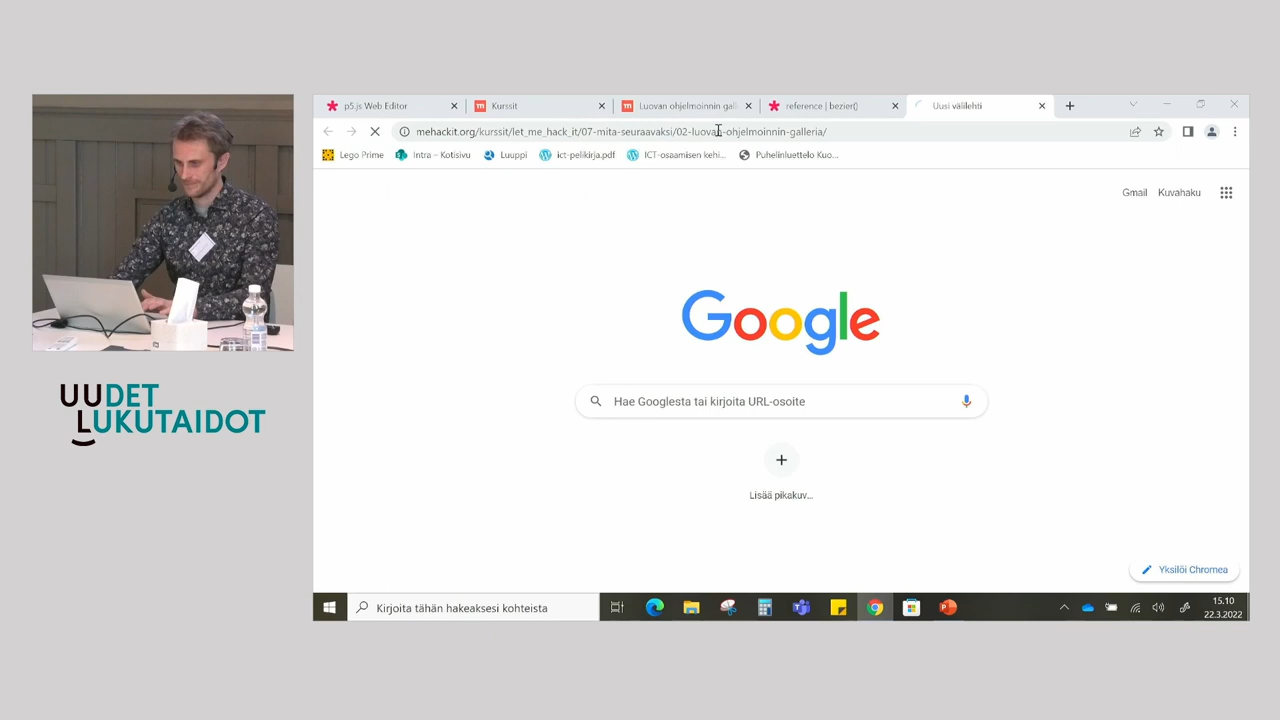 p5.js Web Editor
Kurssit
Luovan ohjelmoinnin gall
reference | bezier()
Uusi välilehti
mehackit.org/kurssit/let_me_hack_it/07-mita-seuraavaksi/02-luovan-ohjelmoinnin-galleria/
Lego Prime
Intra – Kotisivu
Luuppi
ict-pelikirja.pdf
ICT-osaamisen kehi...
Puhelinluettelo Kuo...
Gmail
Kuvahaku
Google
Hae Googlesta tai kirjoita URL-osoite
Lisää pikakuv...
Yksilöi Chromea
Kirjoita tähän hakeaksesi kohteista
15.10
22.3.2022
UUDET
LUKUTAIDOT